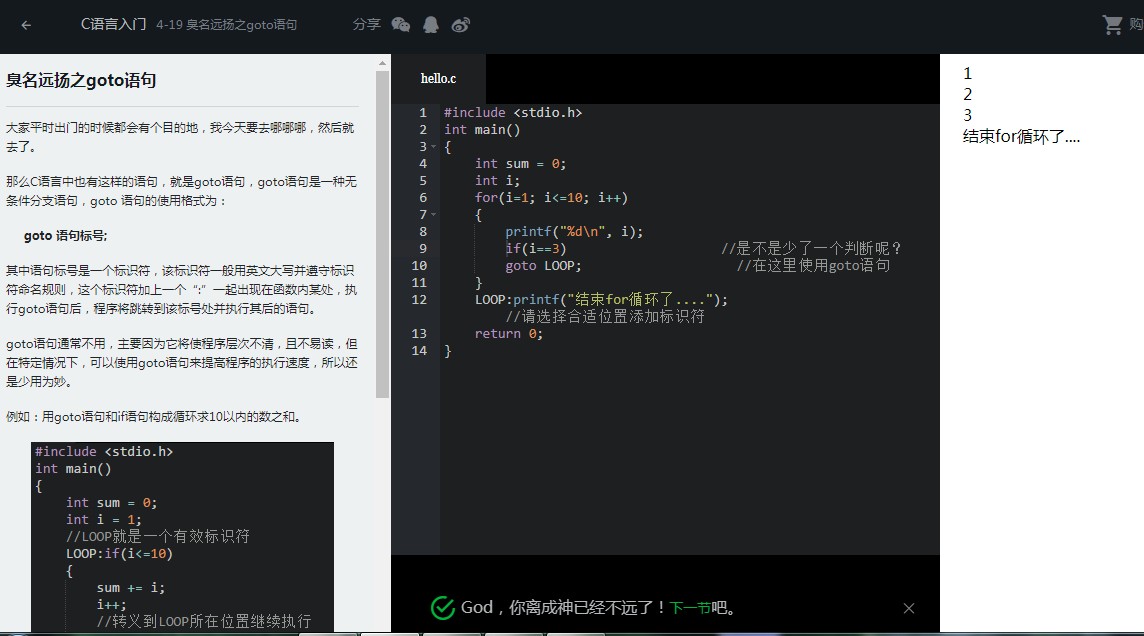 C语言入门 4-19 臭名远扬之goto语句 分享 购
臭名远扬之goto语句
大家平时出门的时候都会有个目的地，我今天要去哪哪哪，然后就
去了。
那么C语言中也有这样的语句，就是goto语句，goto语句是一种无
条件分支语句，goto 语句的使用格式为：
goto 语句标号;
其中语句标号是一个标识符，该标识符一般用英文大写并遵守标识
符命名规则，这个标识符加上一个“:”一起出现在函数内某处，执
行goto语句后，程序将跳转到该标号处并执行其后的语句。
goto语句通常不用，主要因为它将使程序层次不清，且不易读，但
在特定情况下，可以使用goto语句来提高程序的执行速度，所以还
是少用为妙。
例如：用goto语句和if语句构成循环求10以内的数之和。
#include <stdio.h>
int main()
{
int sum = 0;
int i = 1;
//LOOP就是一个有效标识符
LOOP:if(i<=10)
{
sum += i;
i++;
//转义到LOOP所在位置继续执行
hello.c
1 #include <stdio.h>
2 int main()
3 {
4 int sum = 0;
5 int i;
6 for(i=1; i<=10; i++)
7 {
8 printf("%d\n", i);
9 if(i==3) //是不是少了一个判断呢？
10 goto LOOP; //在这里使用goto语句
11 }
12 LOOP:printf("结束for循环了....");
//请选择合适位置添加标识符
13 return 0;
14 }
God，你离成神已经不远了！下一节吧。
1
2
3
结束for循环了....